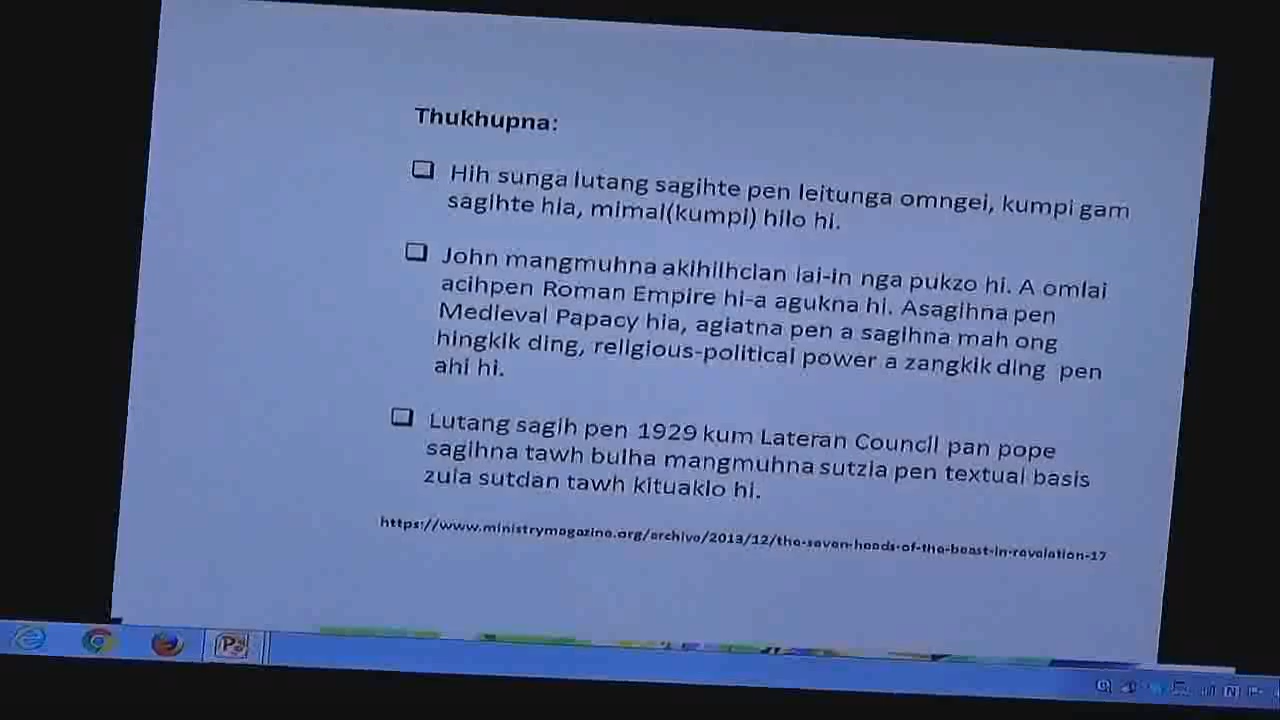 Thukhupna:
Hih sunga lutang sagihte pen leitunga omngei, kumpi gam
sagihte hia, mimal(kumpi) hilo hi.
John mangmuhna akihilhcian lai-in nga pukzo hi. A omlai
acihpen Roman Empire hi-a agukna hi. Asagihna pen
Medieval Papacy hia, agiatna pen a sagihna mah ong
hingkik ding, religious-political power a zangkik ding pen
ahi hi.
Lutang sagih pen 1929 kum Lateran Council pan pope
sagihna tawh bulha mangmuhna sutzia pen textual basis
zuia sutdan tawh kituaklo hi.
https://www.ministrymagazine.org/archive/2013/12/the-seven-heads-of-the-beast-in-revelation-17